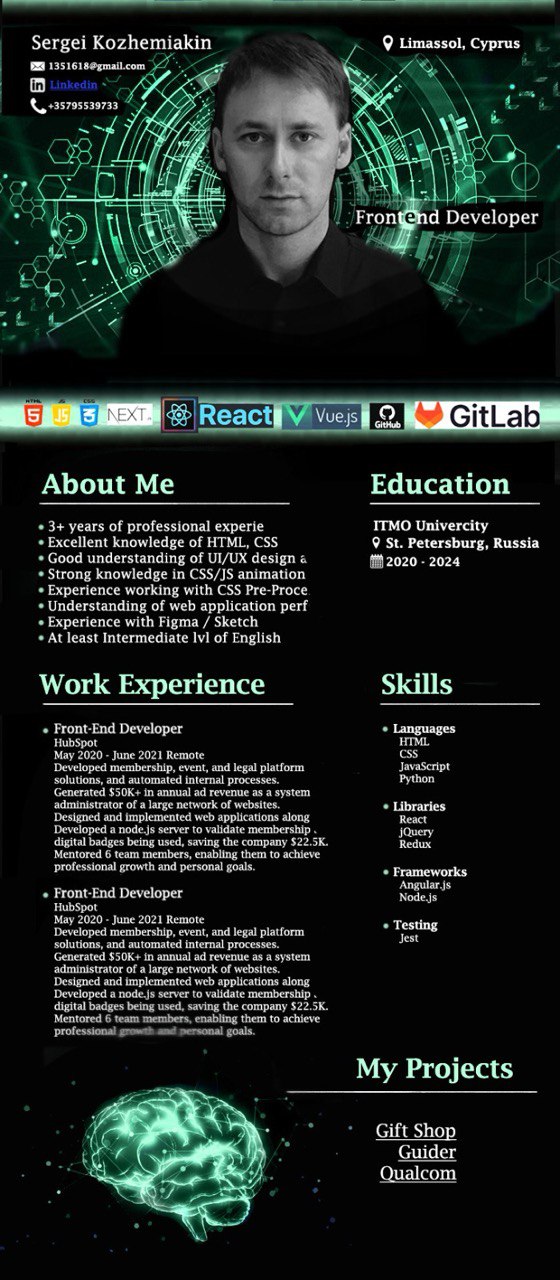 Sergei Kozhemiakin
1351618@gmail.com
Linkedin
+35795539733
Limassol, Cyprus
Frontend Developer
HTML
5
JS
JS
CSS
3
NEXT.JS
React
Vue.js
GitHub
GitLab
About Me
3+ years of professional experie
Excellent knowledge of HTML, CSS
Good understanding of UI/UX design a
Strong knowledge in CSS/JS animation
Experience working with CSS Pre-Proce
Understanding of web application perf
Experience with Figma / Sketch
At least Intermediate lvl of English
Education
ITMO Univercity
St. Petersburg, Russia
2020 - 2024
Work Experience
Front-End Developer
HubSpot
May 2020 - June 2021 Remote
Developed membership, event, and legal platform
solutions, and automated internal processes.
Generated $50K+ in annual ad revenue as a system
administrator of a large network of websites.
Designed and implemented web applications along
Developed a node.js server to validate membership .
digital badges being used, saving the company $22.5K.
Mentored 6 team members, enabling them to achieve
professional growth and personal goals.
Front-End Developer
HubSpot
May 2020 - June 2021 Remote
Developed membership, event, and legal platform
solutions, and automated internal processes.
Generated $50K+ in annual ad revenue as a system
administrator of a large network of websites.
Designed and implemented web applications along
Developed a node.js server to validate membership .
digital badges being used, saving the company $22.5K.
Mentored 6 team members, enabling them to achieve
professional growth and personal goals.
Skills
Languages
HTML
CSS
JavaScript
Python
Libraries
React
jQuery
Redux
Frameworks
Angular.js
Node.js
Testing
Jest
My Projects
Gift Shop
Guider
Qualcom